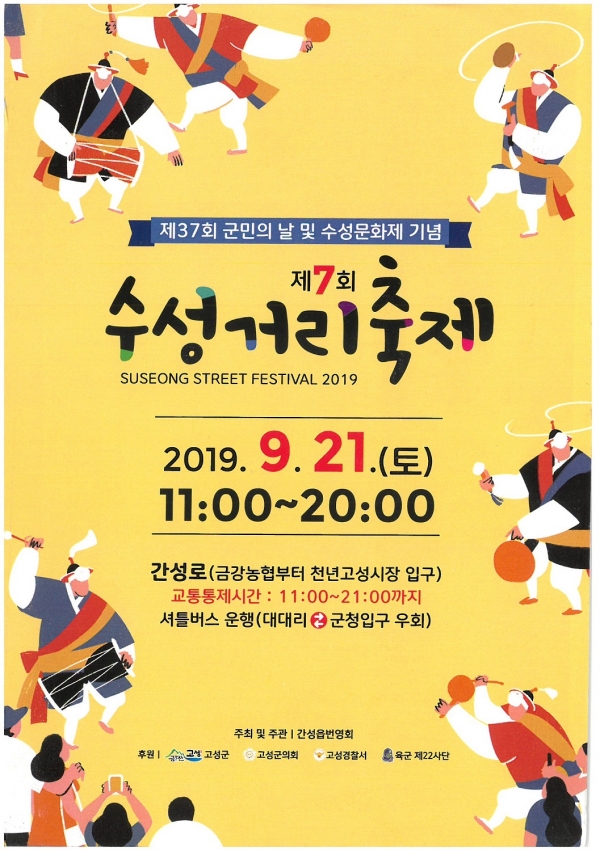 제37회 군민의 날 및 수성문화제 기념
제7회
수성거리축제
SUSEONG STREET FESTIVAL 2019
2019. 9. 21.(토)
11:00~20:00
간성로(금강농협부터 천년고성시장 입구)
교통통제시간 : 11:00~21:00까지
셔틀버스 운행(대대리 군청입구 우회)
주최 및 주관 | 간성읍번영회
후원 | 고성 고성군 고성군의회 고성경찰서 육군 제22사단